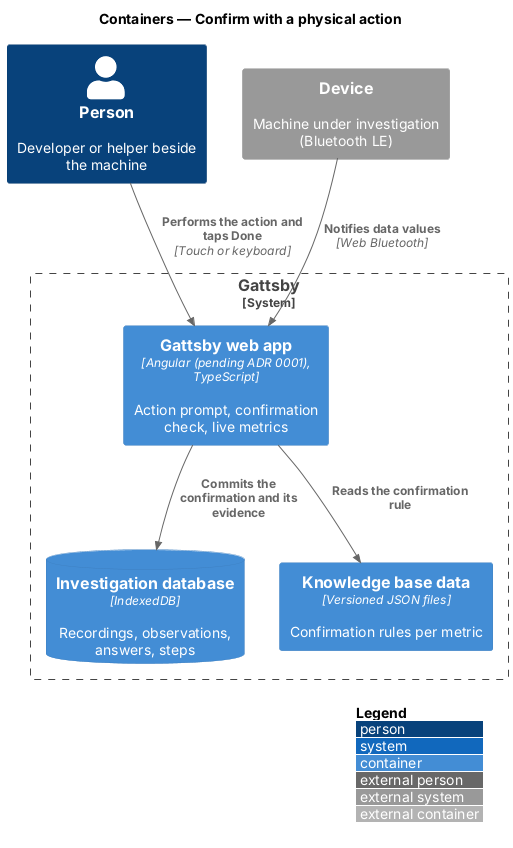 Containers — Confirm with a physical action
Person
Developer or helper beside
the machine
Device
Machine under investigation
(Bluetooth LE)
Performs the action and
taps Done
[Touch or keyboard]
Notifies data values
[Web Bluetooth]
Gattsby
[System]
Gattsby web app
[Angular (pending ADR 0001),
TypeScript]
Action prompt, confirmation
check, live metrics
Commits the
confirmation and its
evidence
Reads the confirmation
rule
Investigation database
[IndexedDB]
Recordings, observations,
answers, steps
Knowledge base data
[Versioned JSON files]
Confirmation rules per metric
Legend
person
system
container
external person
external system
external container